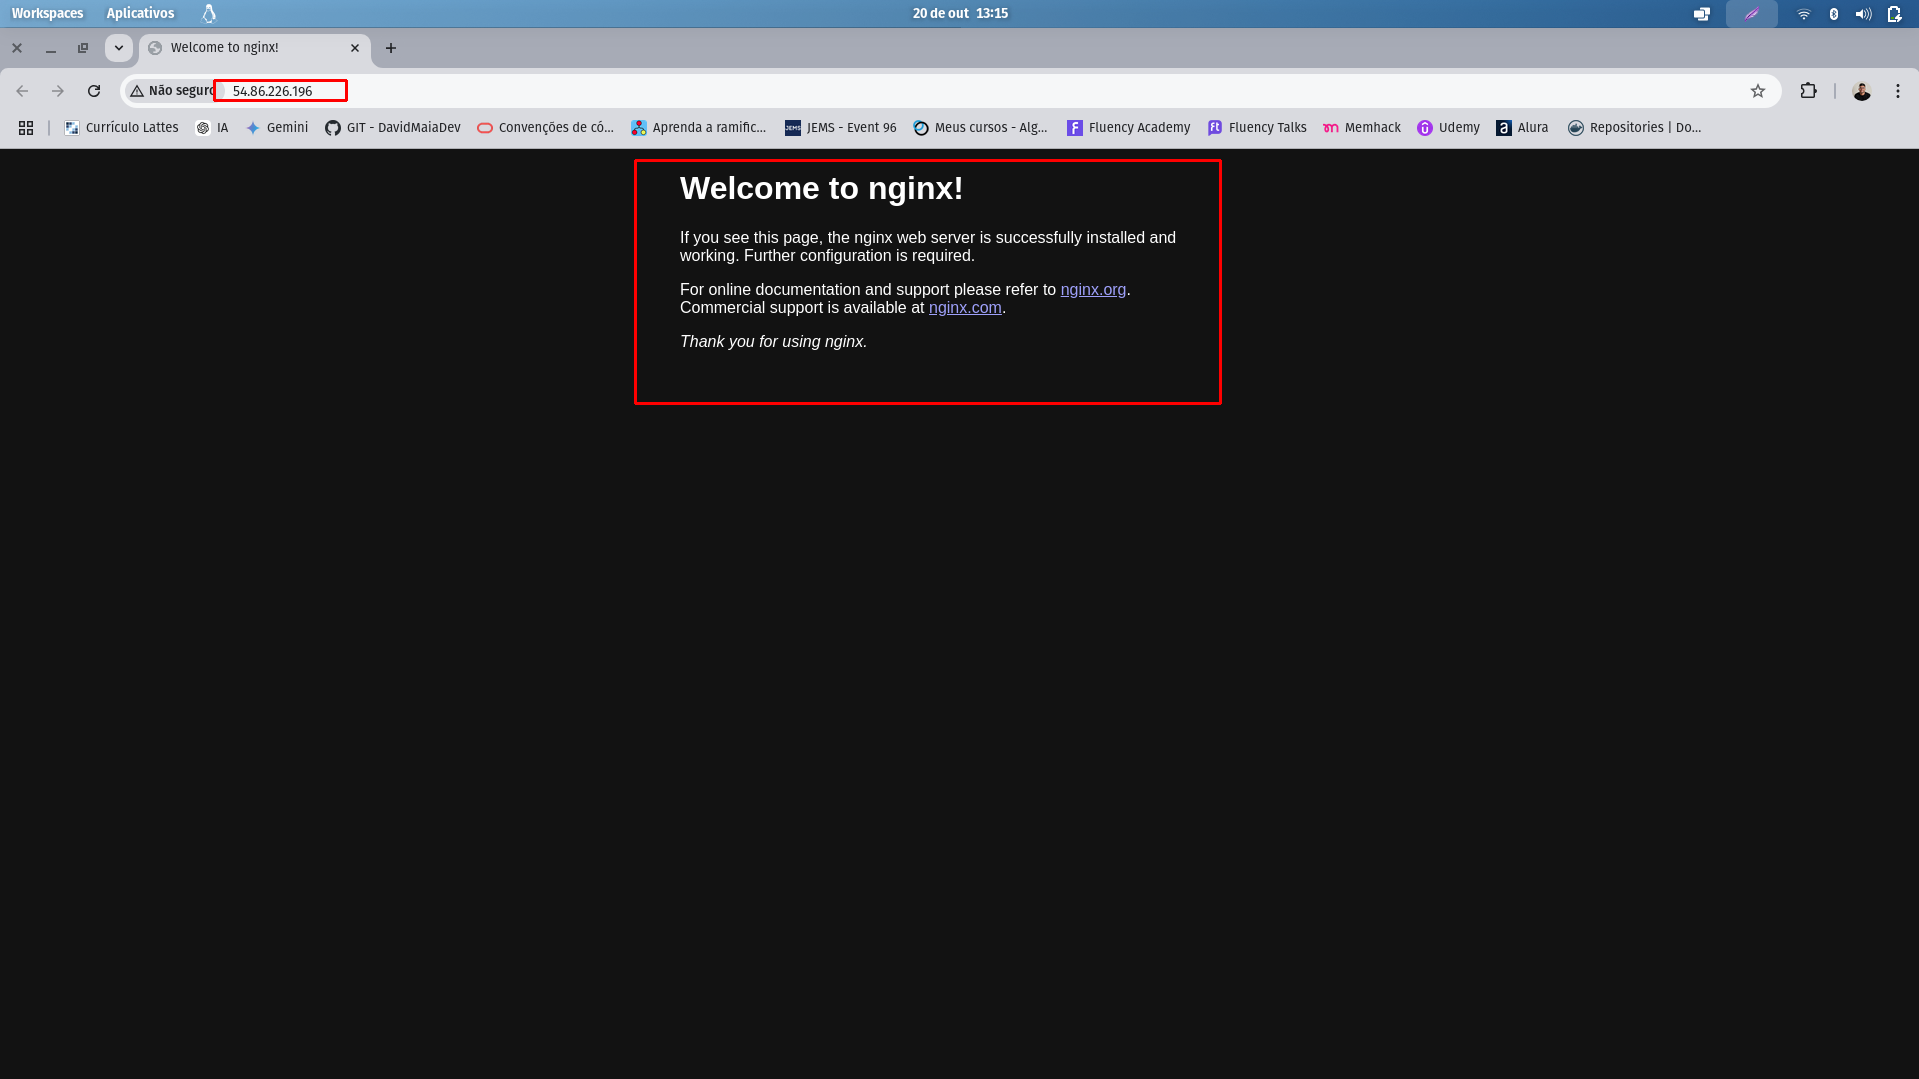 Workspaces Aplicativos 20 de out 13:15
Welcome to nginx!
Não seguro 54.86.226.196
Currículo Lattes IA Gemini GIT - DavidMaiaDev Convenções de có... Aprenda a ramific... JEMS JEMS - Event 96 Meus cursos - Alg... Fluency Academy Fluency Talks Memhack Udemy Alura Repositories | Do...
Welcome to nginx!
If you see this page, the nginx web server is successfully installed and
working. Further configuration is required.
For online documentation and support please refer to nginx.org.
Commercial support is available at nginx.com.
Thank you for using nginx.